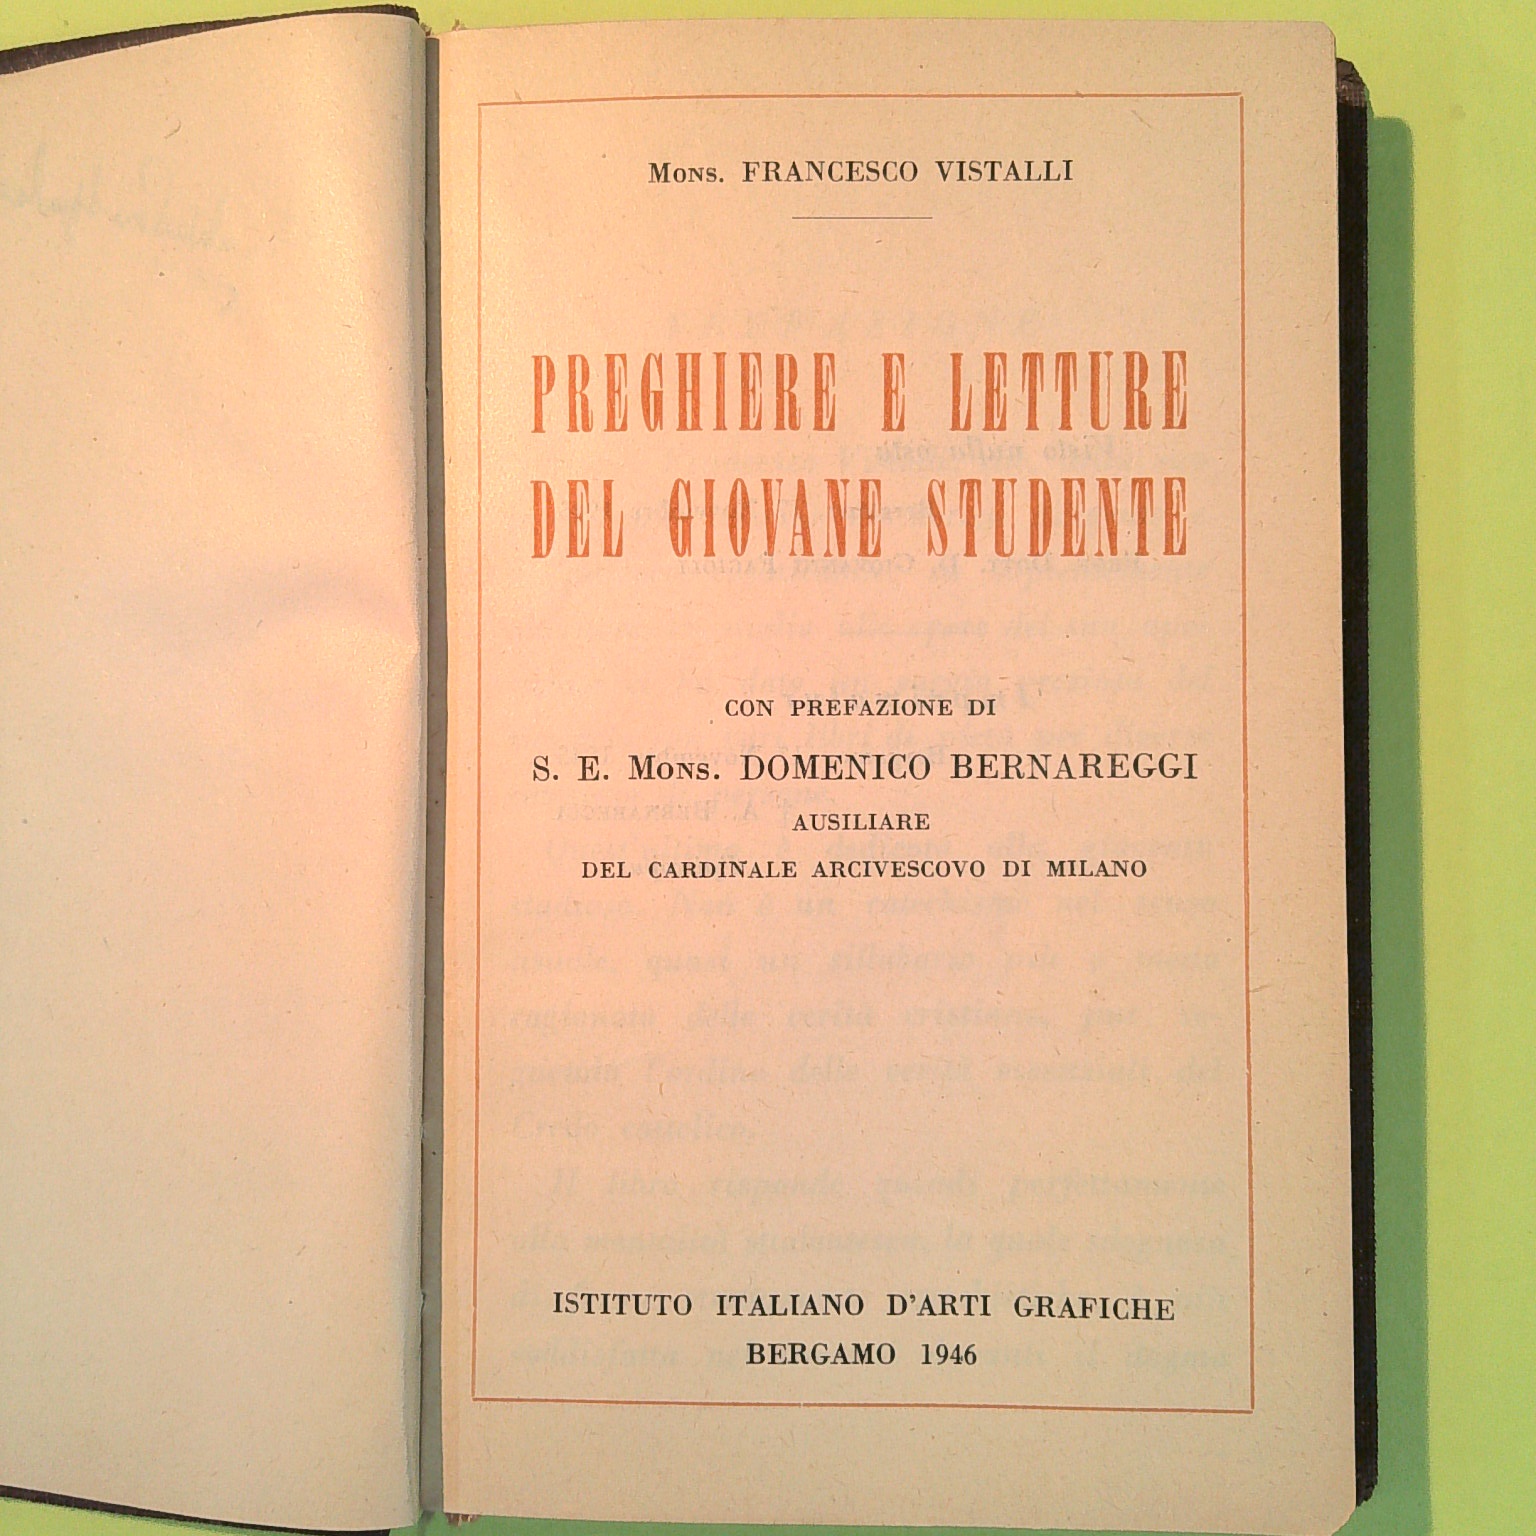 Mons. FRANCESCO VISTALLI
PREGHIERE E LETTURE
DEL GIOVANE STUDENTE
CON PREFAZIONE DI
S. E. Mons. DOMENICO BERNAREGGI
AUSILIARE
DEL CARDINALE ARCIVESCOVO DI MILANO
ISTITUTO ITALIANO D'ARTI GRAFICHE
BERGAMO 1946